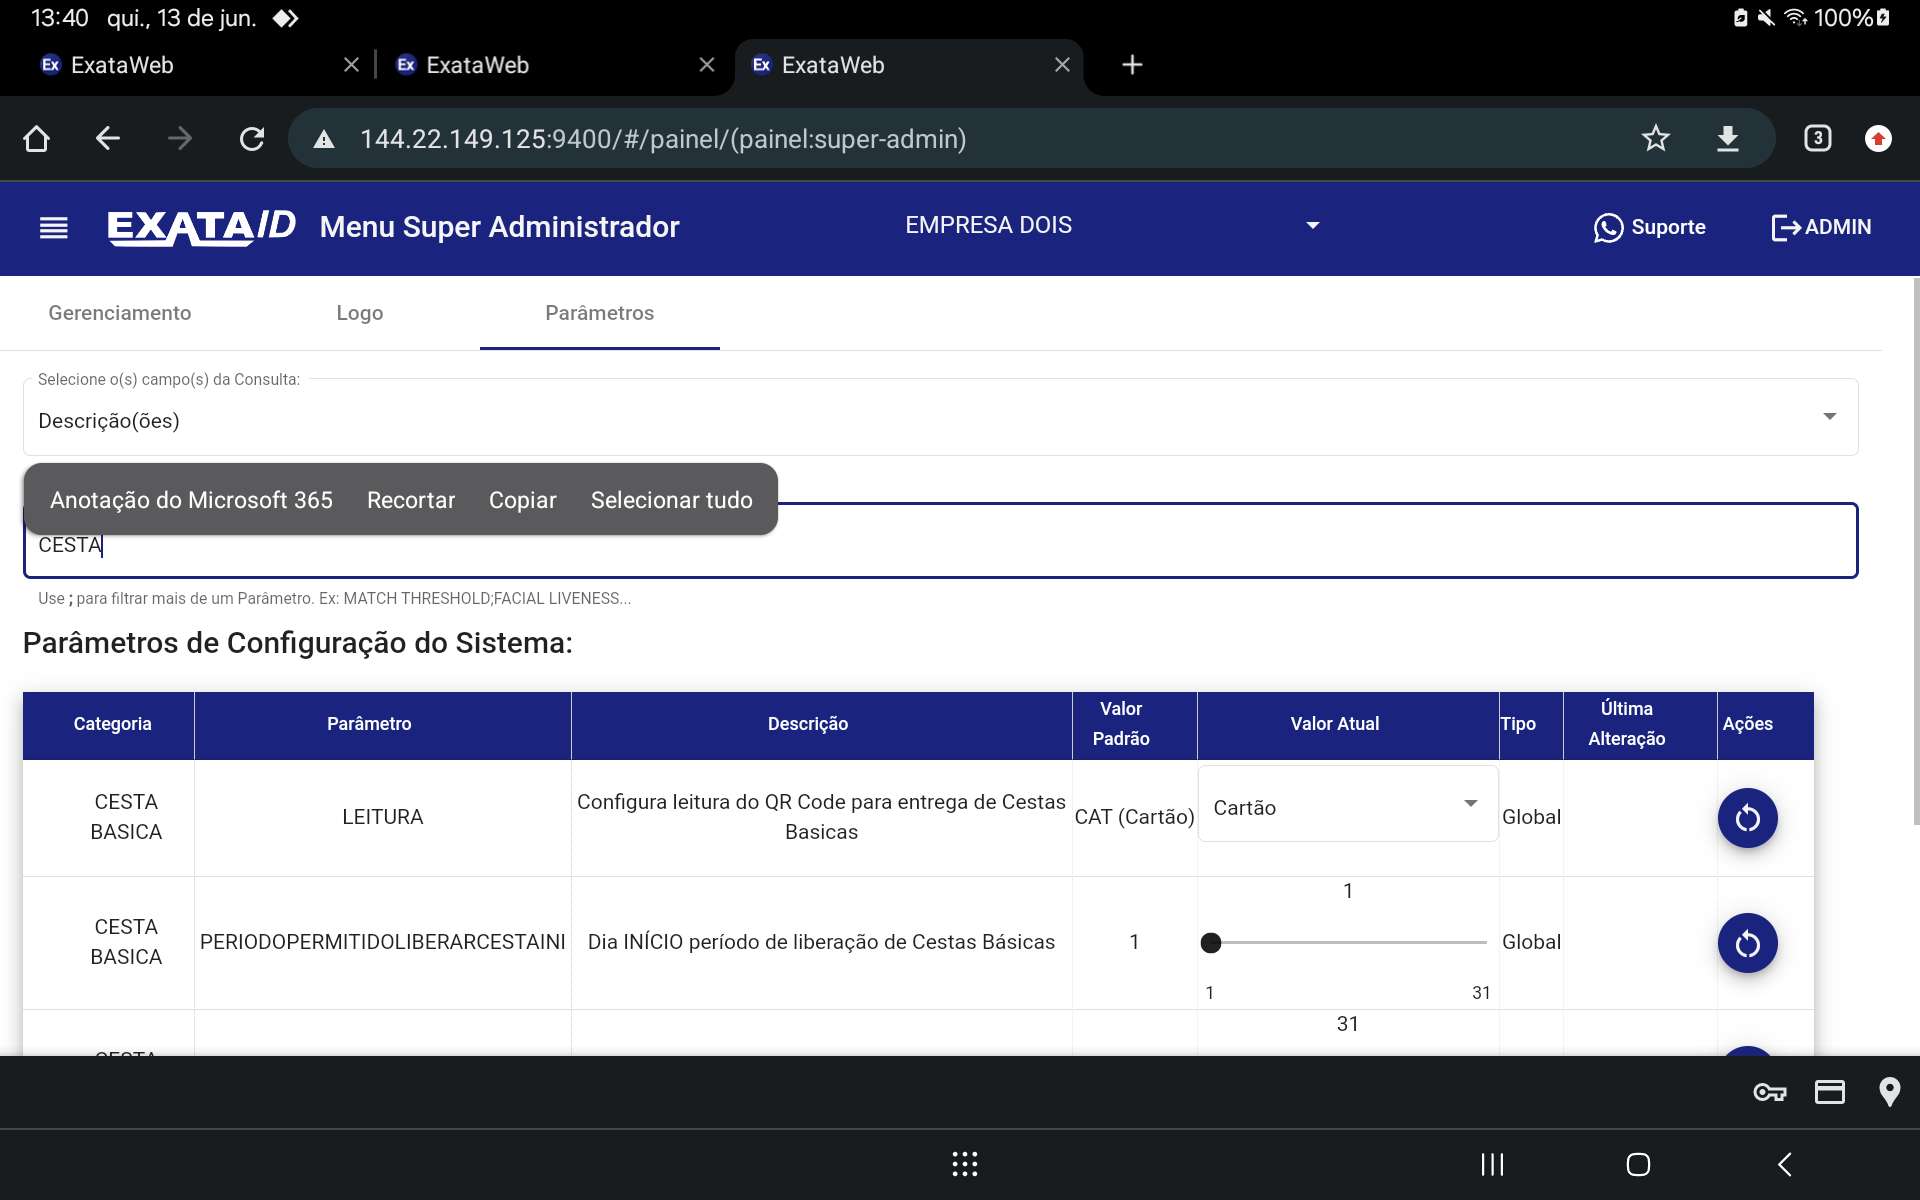 13:40 qui., 13 de jun. 100%
Ex ExataWeb Ex ExataWeb Ex ExataWeb
144.22.149.125:9400/#/painel/(painel:super-admin) 3
EXATA/ID Menu Super Administrador EMPRESA DOIS Suporte ADMIN
Gerenciamento Logo Parâmetros
Selecione o(s) campo(s) da Consulta:
Descrição(ões)
Anotação do Microsoft 365 Recortar Copiar Selecionar tudo
CESTA
Use ; para filtrar mais de um Parâmetro. Ex: MATCH THRESHOLD;FACIAL LIVENESS...
Parâmetros de Configuração do Sistema:
Categoria Parâmetro Descrição Valor Padrão Valor Atual Tipo Última Alteração Ações
CESTA BASICA LEITURA Configura leitura do QR Code para entrega de Cestas Basicas CAT (Cartão) Cartão Global
CESTA BASICA PERIODOPERMITIDOLIBERARCESTAINI Dia INÍCIO período de liberação de Cestas Básicas 1 1 1 31 Global
31